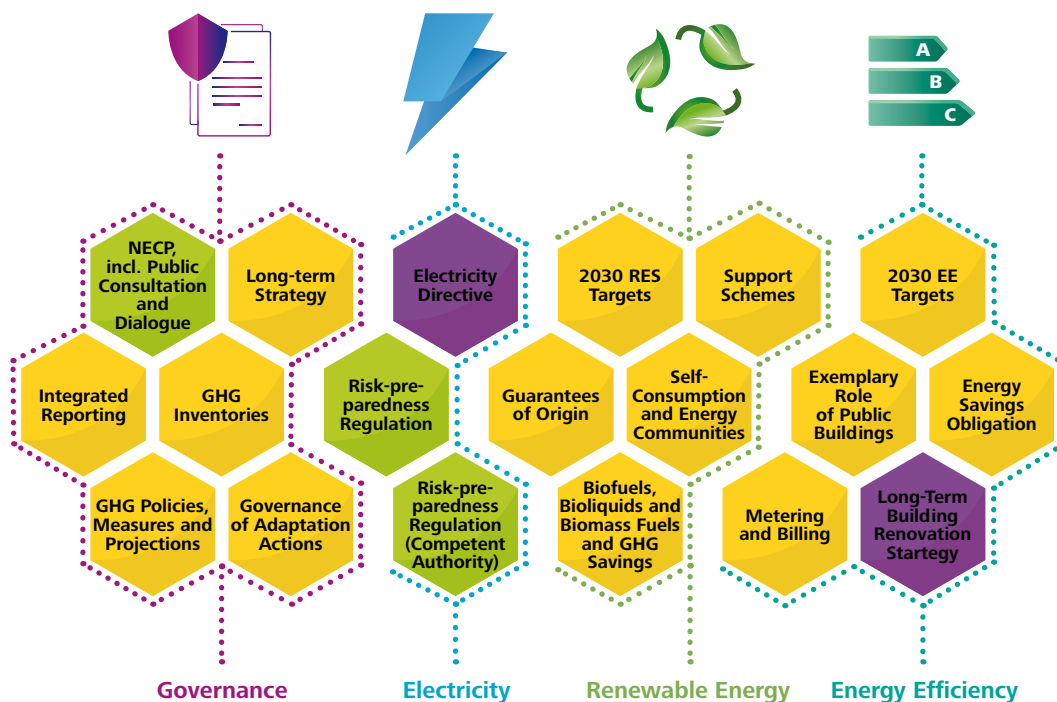 A
B
C
NECP,
incl. Public
Consultation
and
Dialogue
Long-term
Strategy
Integrated
Reporting
GHG
Inventories
GHG Policies,
Measures and
Projections
Governance
of Adaptation
Actions
Electricity
Directive
Risk-pre-
paredness
Regulation
Risk-pre-
paredness
Regulation
(Competent
Authority)
2030 RES
Targets
Support
Schemes
Guarantees
of Origin
Self-
Consumption
and Energy
Communities
Biofuels,
Bioliquids and
Biomass Fuels
and GHG
Savings
2030 EE
Targets
Exemplary
Role
of Public
Buildings
Energy
Savings
Obligation
Metering
and Billing
Long-Term
Building
Renovation
Startegy
Governance
Electricity
Renewable Energy
Energy Efficiency